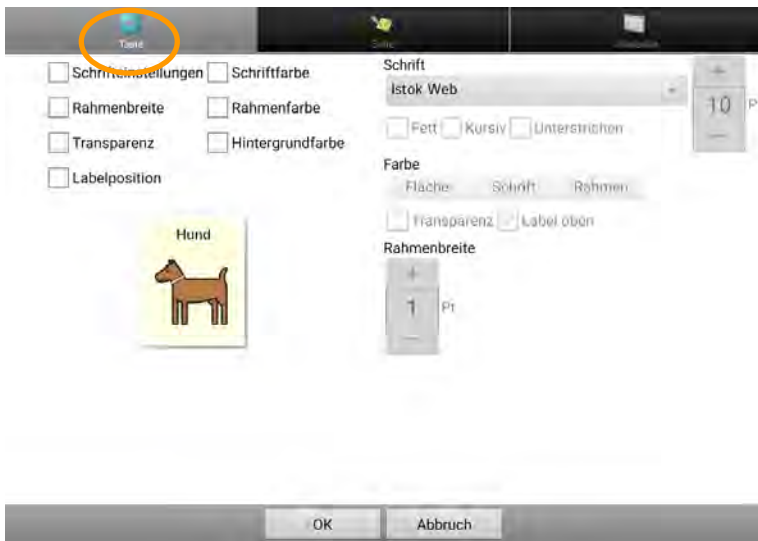 Taste
Seite
Schrifteinstellungen
Schriftfarbe
Rahmenbreite
Rahmenfarbe
Transparenz
Hintergrundfarbe
Labelposition
Hund
Schrift
Istok Web
+
10
—
Fett
Kursiv
Unterstrichen
Farbe
Fläche
Schrift
Rahmen
Transparenz
Label oben
Rahmenbreite
+
1
Pt
—
OK
Abbruch